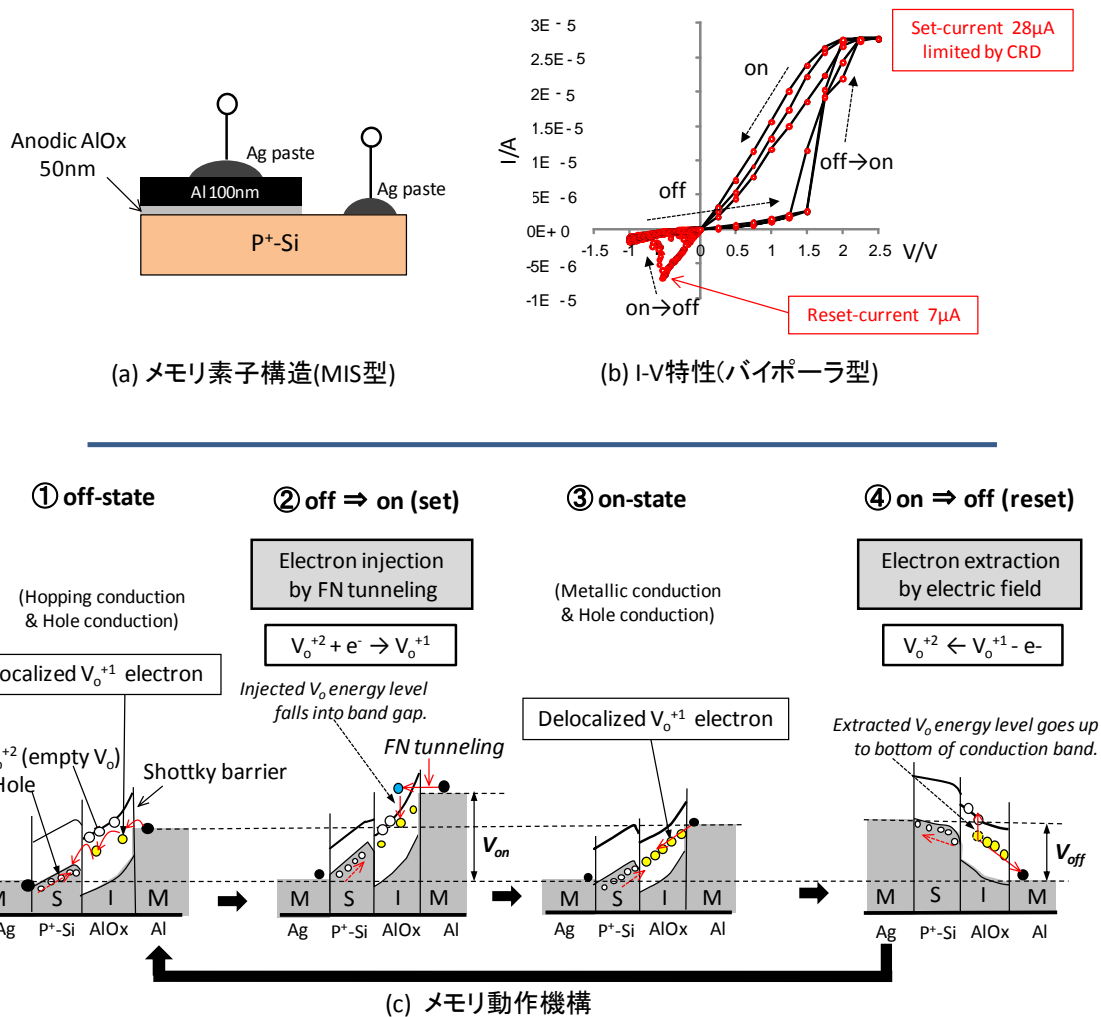 Anodic AlOx
50nm
Ag paste
Al 100nm
Ag paste
P⁺-Si
(a) メモリ素子構造(MIS型)
I/A
3E-5
2.5E-5
2E-5
1.5E-5
1E-5
5E-6
0E+0
-5E-6
-1E-5
-1.5
-1
-0.5
0
0.5
1
1.5
2
2.5
V/V
on
off
off→on
on→off
Set-current 28μA
limited by CRD
Reset-current 7μA
(b) I-V特性(バイポーラ型)
① off-state
(Hopping conduction
& Hole conduction)
ocalized Vₒ⁺¹ electron
ₒ⁺² (empty Vₒ)
Hole
Shottky barrier
M S I M
Ag P⁺-Si AlOx Al
② off ⇒ on (set)
Electron injection
by FN tunneling
Vₒ⁺² + e⁻ → Vₒ⁺¹
Injected Vₒ energy level
falls into band gap.
FN tunneling
Vₒₙ
M S I M
Ag P⁺-Si AlOx Al
③ on-state
(Metallic conduction
& Hole conduction)
Delocalized Vₒ⁺¹ electron
M S I M
Ag P⁺-Si AlOx Al
④ on ⇒ off (reset)
Electron extraction
by electric field
Vₒ⁺² ← Vₒ⁺¹ - e-
Extracted Vₒ energy level goes up
to bottom of conduction band.
V_off
M S I M
Ag P⁺-Si AlOx Al
(c) メモリ動作機構